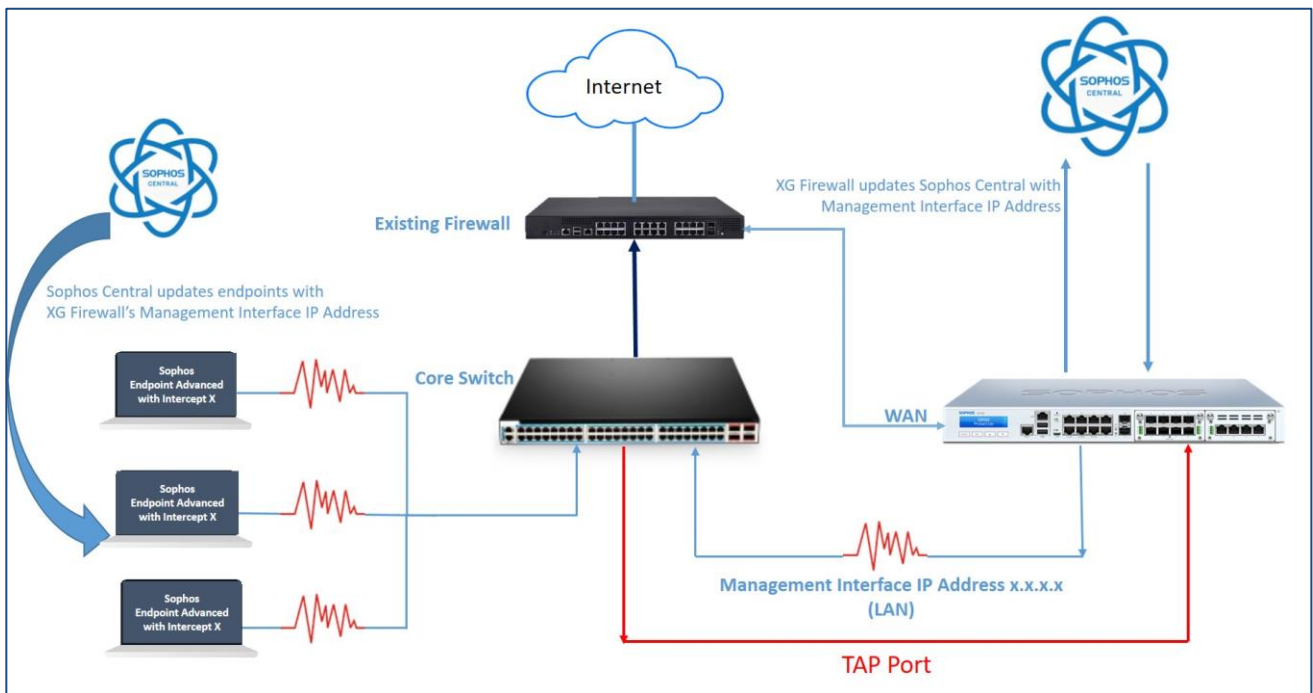 Internet
SOPHOS
CENTRAL
SOPHOS
CENTRAL
XG Firewall updates Sophos Central with
Management Interface IP Address
Existing Firewall
Sophos Central updates endpoints with
XG Firewall's Management Interface IP Address
Sophos
Endpoint Advanced
with Intercept X
Core Switch
WAN
SOPHOS
SOPHOS
Sophos
Endpoint Advanced
with Intercept X
Management Interface IP Address x.x.x.x
(LAN)
Sophos
Endpoint Advanced
with Intercept X
TAP Port